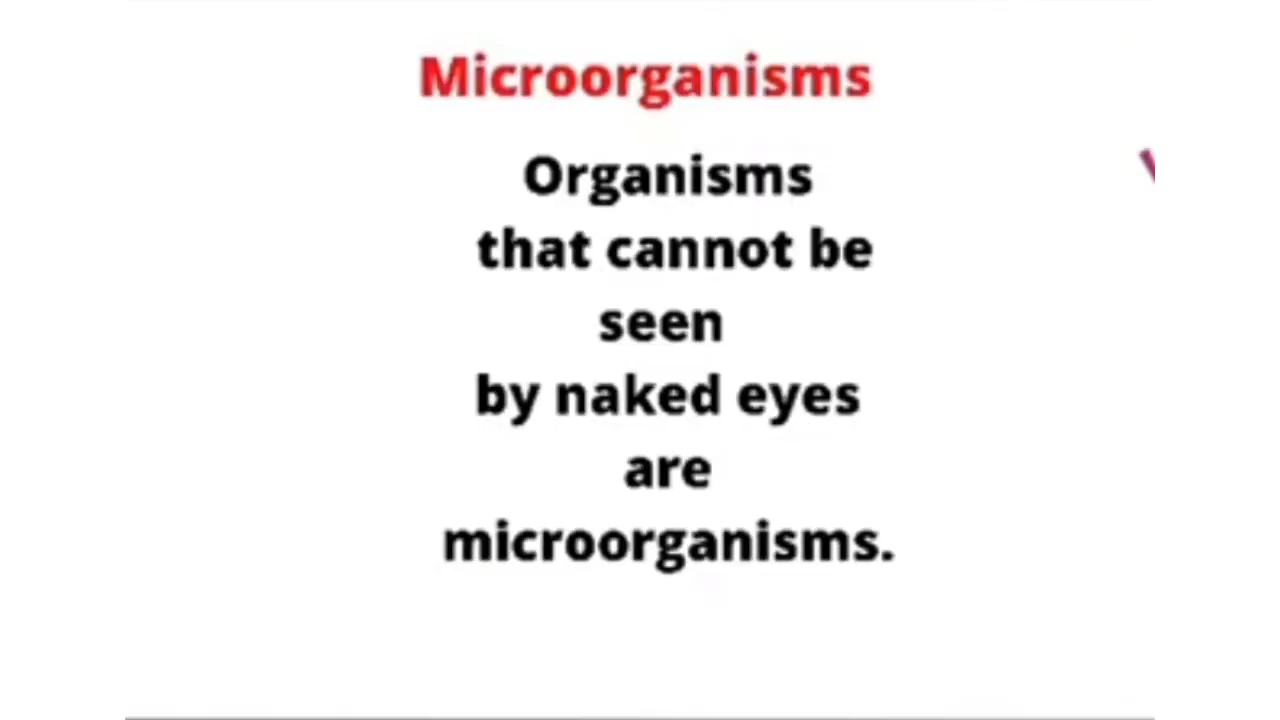 Microorganisms
Organisms
that cannot be
seen
by naked eyes
are
microorganisms.